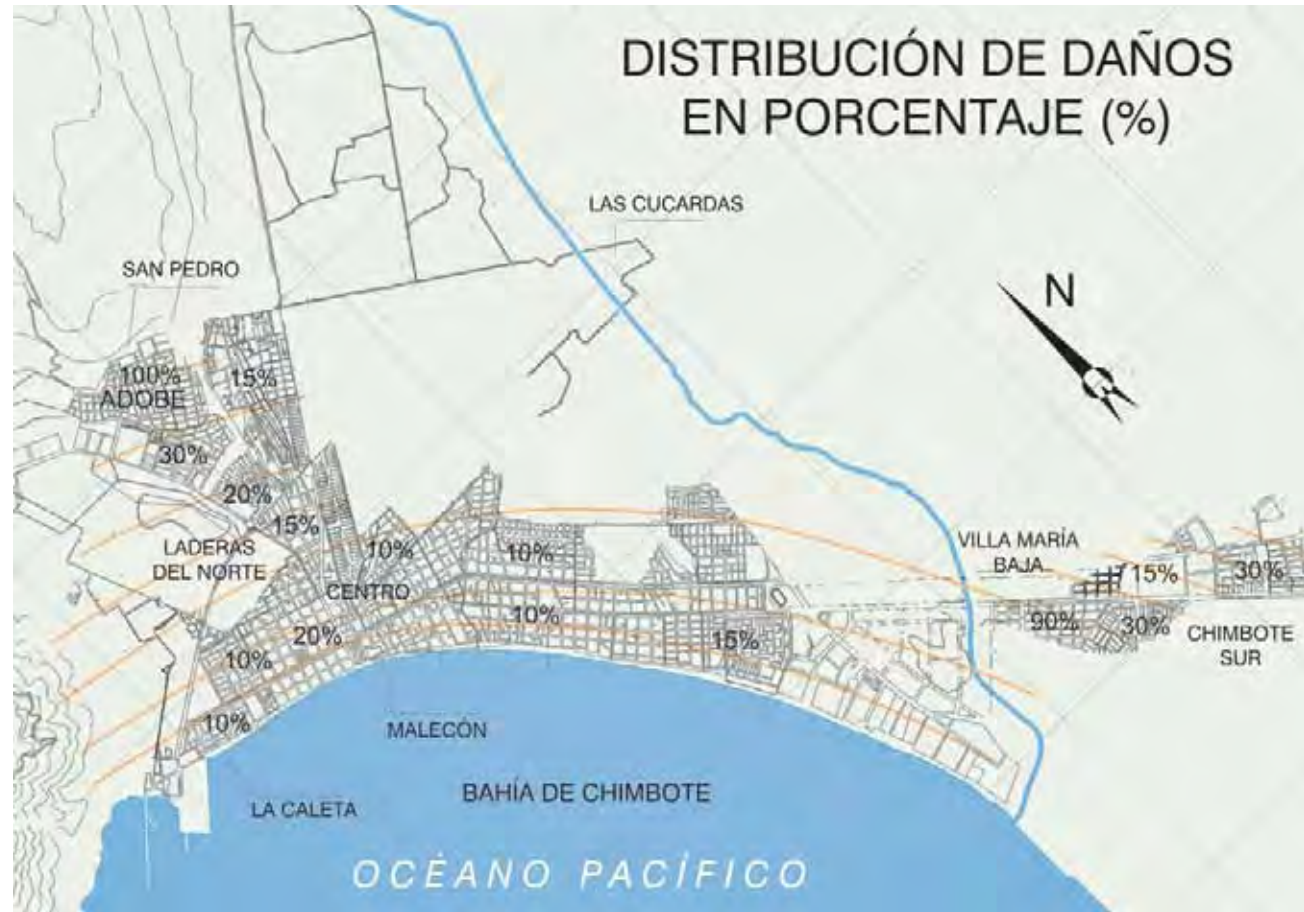 DISTRIBUCIÓN DE DAÑOS
EN PORCENTAJE (%)
LAS CUCARDAS
SAN PEDRO
N
100%
ADOBE
15%
30%
20%
15%
LADERAS
DEL NORTE
10%
10%
CENTRO
VILLA MARÍA
BAJA
15%
30%
10%
20%
10%
15%
90%
30%
CHIMBOTE
SUR
10%
MALECÓN
LA CALETA
BAHÍA DE CHIMBOTE
OCÉANO PACÍFICO